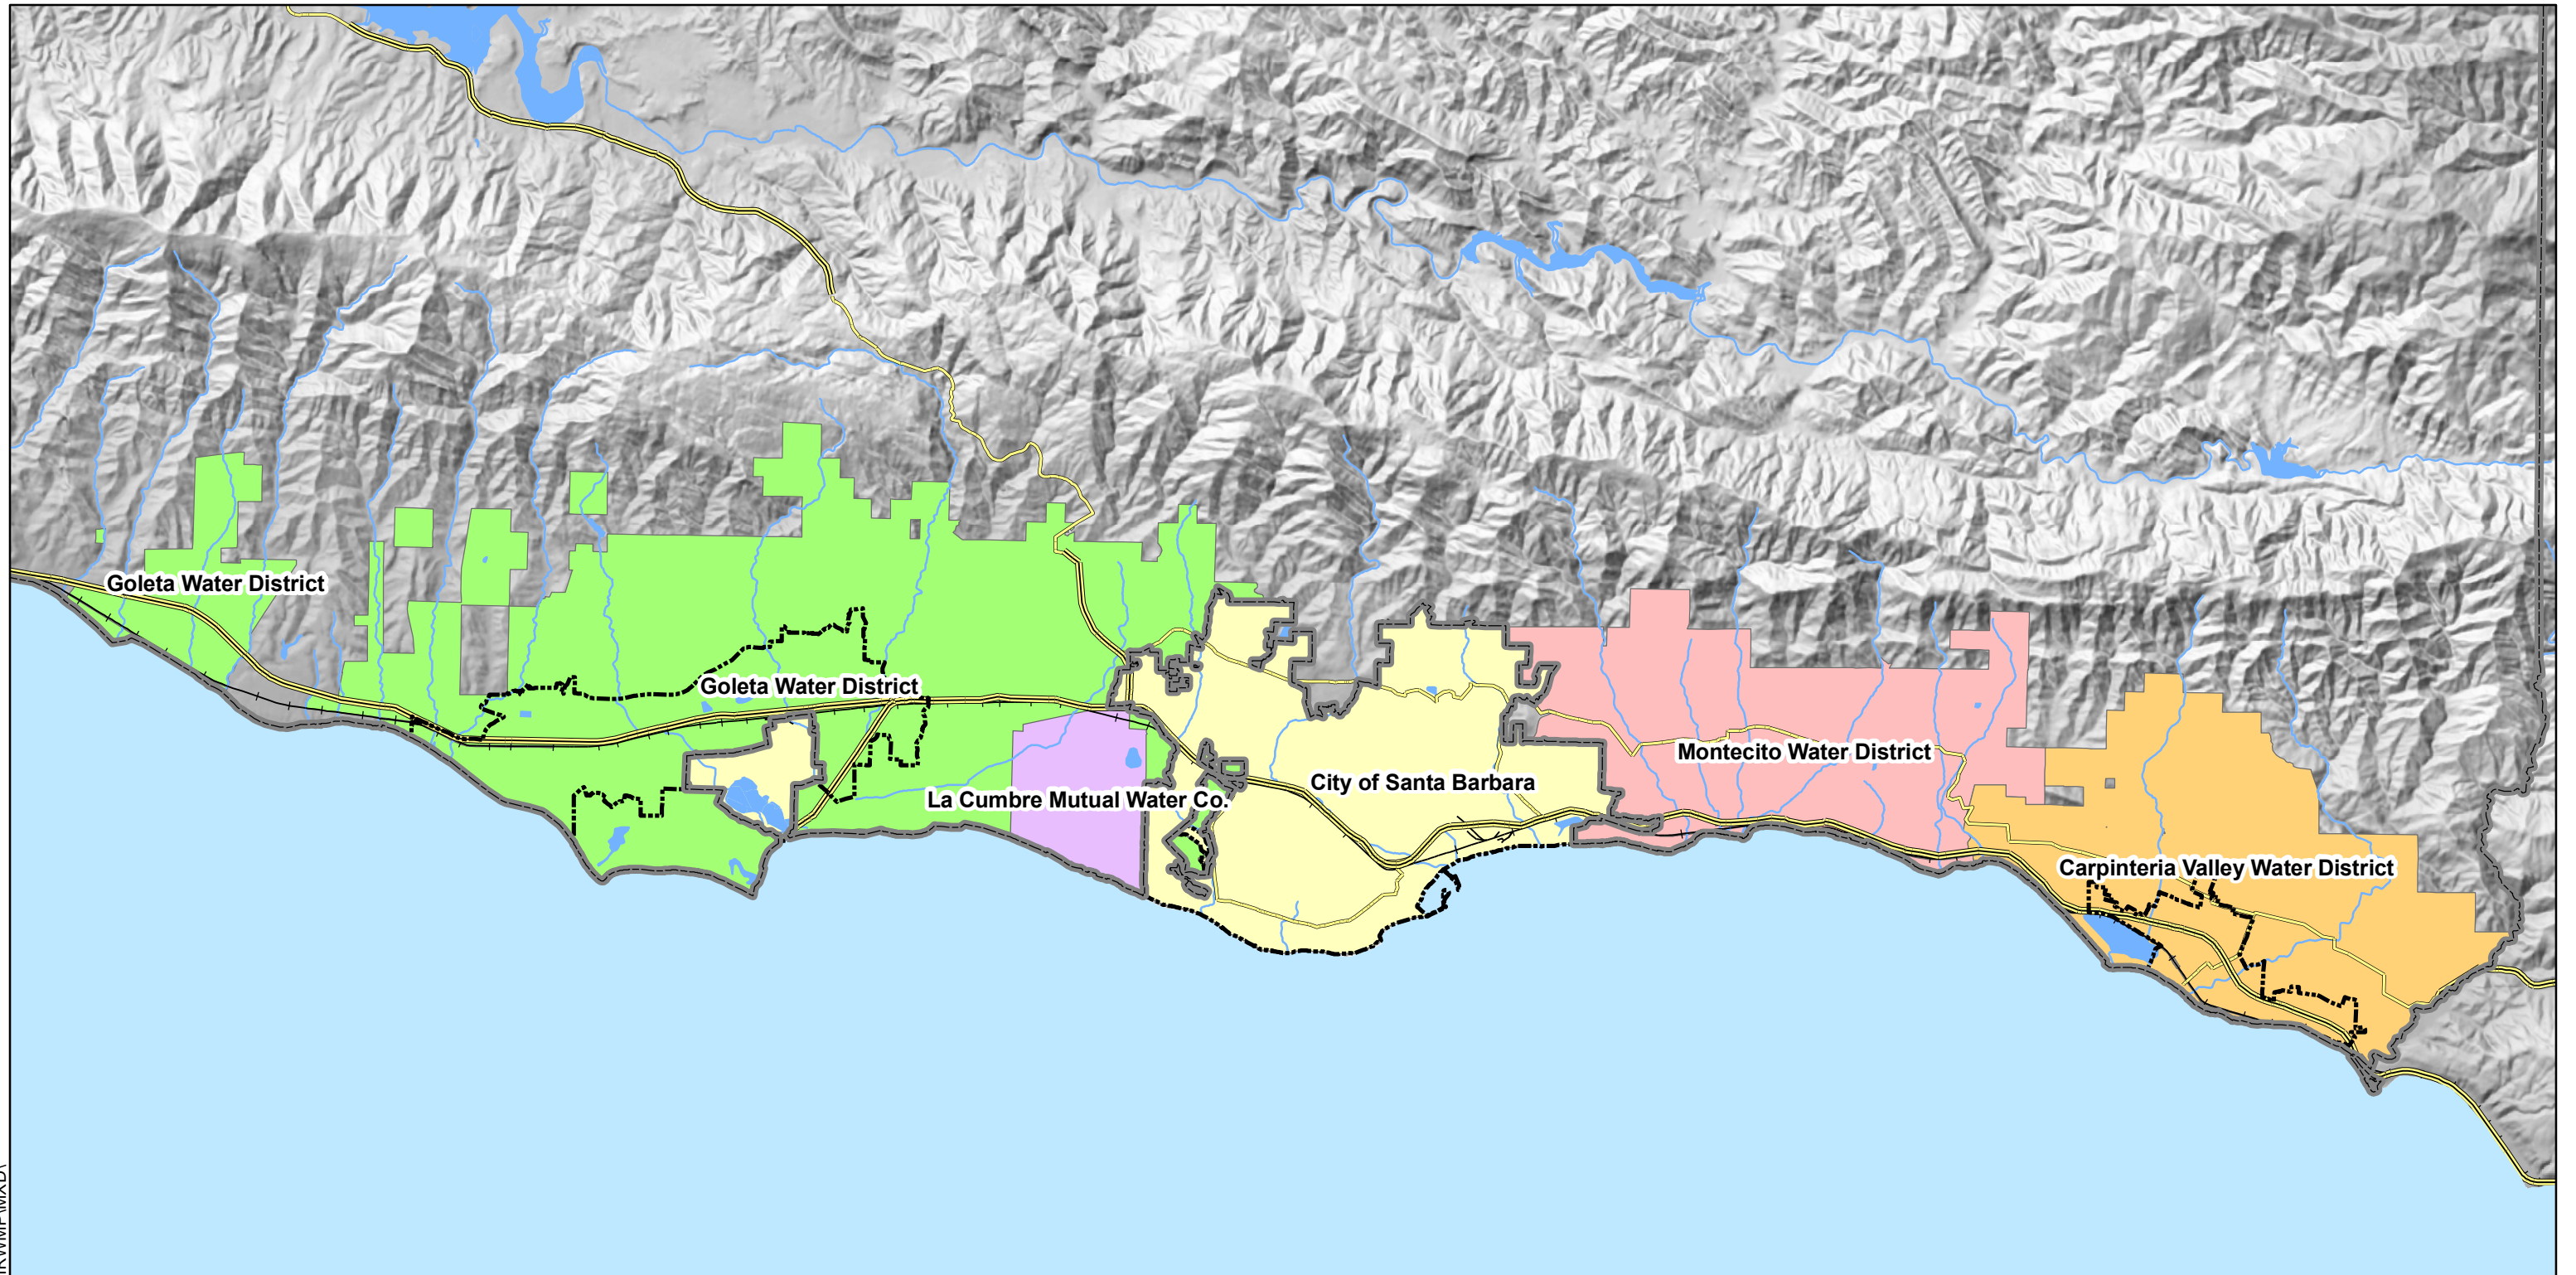 Goleta Water District
Goleta Water District
La Cumbre Mutual Water Co.
City of Santa Barbara
Montecito Water District
Carpinteria Valley Water District